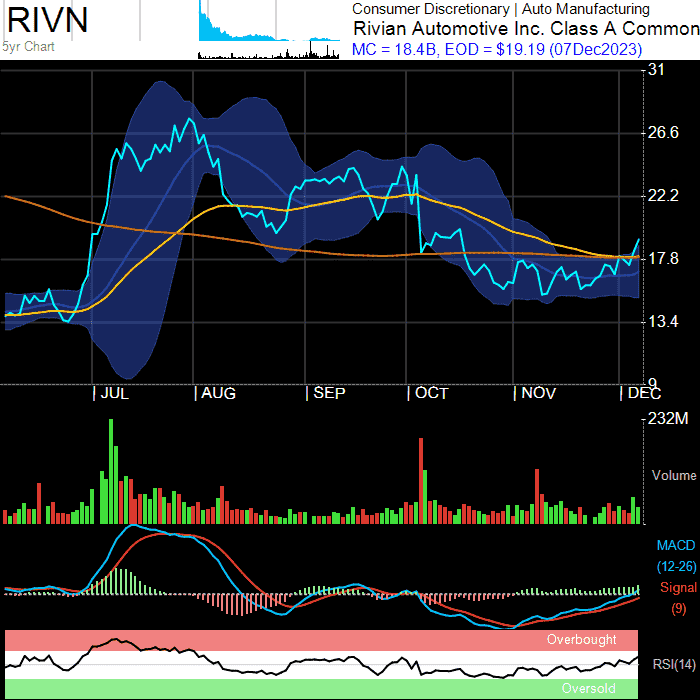 RIVN
5yr Chart
Consumer Discretionary | Auto Manufacturing
Rivian Automotive Inc. Class A Common
MC = 18.4B, EOD = $19.19 (07Dec2023)
31
26.6
22.2
17.8
13.4
9
| JUL | AUG | SEP | OCT | NOV | DEC
232M
Volume
MACD
(12-26)
Signal
(9)
Overbought
RSI(14)
Oversold